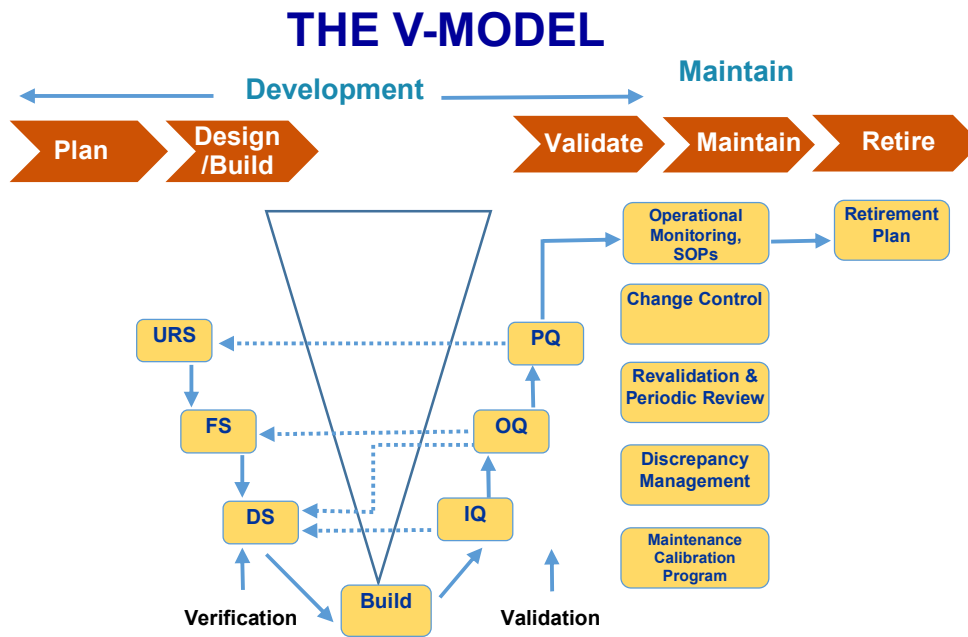 THE V-MODEL
Development
Maintain
Plan
Design
/Build
Validate
Maintain
Retire
Operational
Monitoring,
SOPs
Retirement
Plan
Change Control
URS
PQ
Revalidation &
Periodic Review
FS
OQ
Discrepancy
Management
DS
IQ
Maintenance
Calibration
Program
Build
Verification
Validation